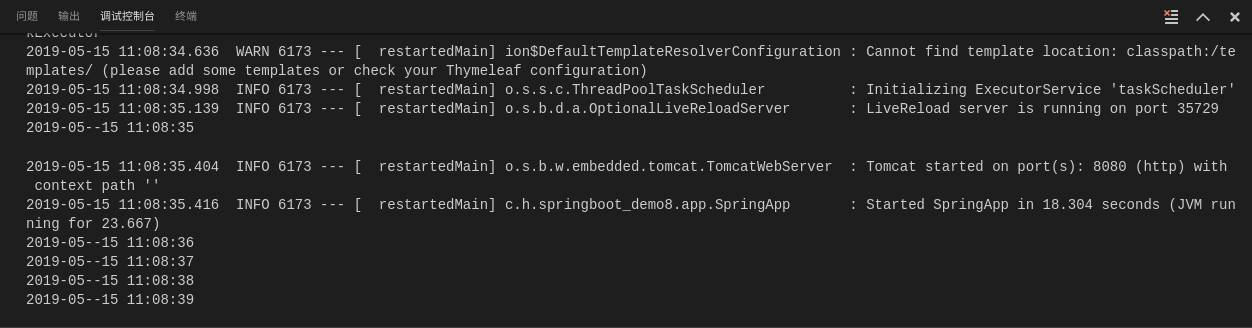 问题 输出 调试控制台 终端
kExecutor'
2019-05-15 11:08:34.636  WARN 6173 --- [  restartedMain] ion$DefaultTemplateResolverConfiguration : Cannot find template location: classpath:/te
mplates/ (please add some templates or check your Thymeleaf configuration)
2019-05-15 11:08:34.998  INFO 6173 --- [  restartedMain] o.s.s.c.ThreadPoolTaskScheduler          : Initializing ExecutorService 'taskScheduler'
2019-05-15 11:08:35.139  INFO 6173 --- [  restartedMain] o.s.b.d.a.OptionalLiveReloadServer       : LiveReload server is running on port 35729
2019-05--15 11:08:35
2019-05-15 11:08:35.404  INFO 6173 --- [  restartedMain] o.s.b.w.embedded.tomcat.TomcatWebServer  : Tomcat started on port(s): 8080 (http) with
 context path ''
2019-05-15 11:08:35.416  INFO 6173 --- [  restartedMain] c.h.springboot_demo8.app.SpringApp       : Started SpringApp in 18.304 seconds (JVM run
ning for 23.667)
2019-05--15 11:08:36
2019-05--15 11:08:37
2019-05--15 11:08:38
2019-05--15 11:08:39